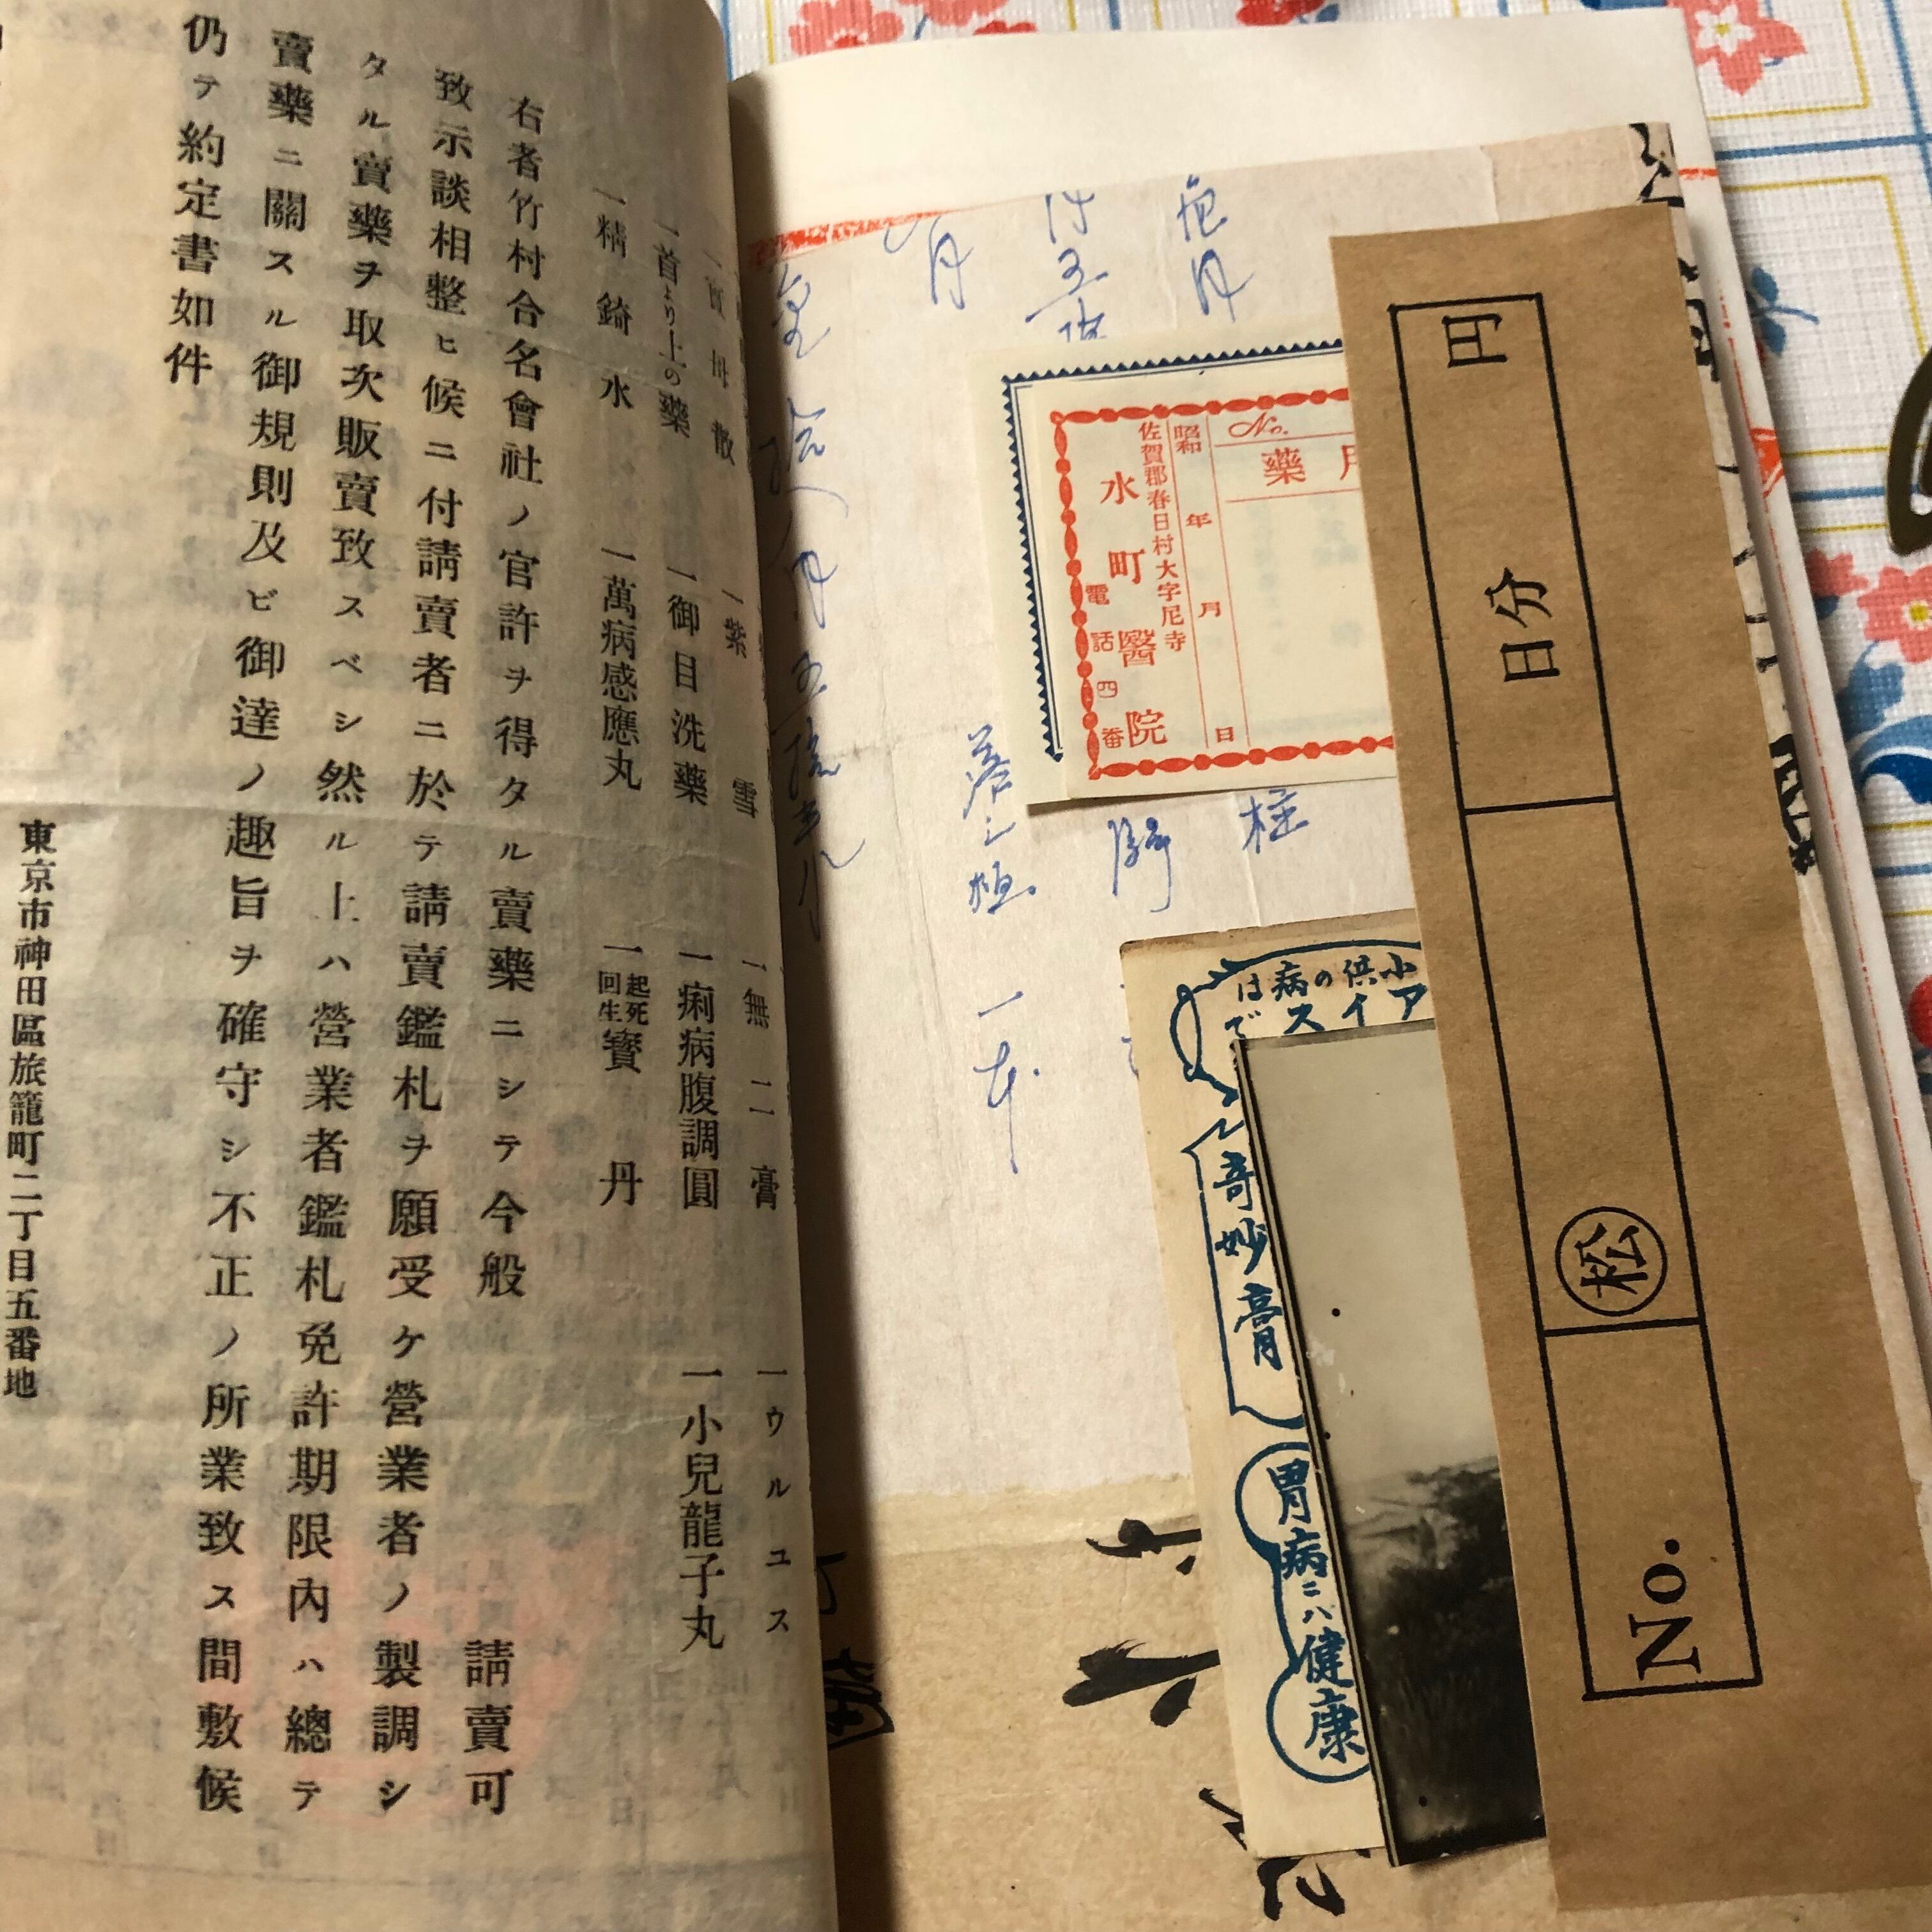 一實母散
一紫雪
一無二膏
一ウルユス
一首より上の藥
一御目洗藥
一痢病腹調圓
一小兒龍子丸
一精錡水
一萬病感應丸
一起死回生寳丹
右者竹村合名會社ノ官許ヲ得タル賣藥ニシテ今般請賣可
致示談相整ヒ候ニ付請賣者ニ於テ請賣鑑札ヲ願受ケ營業者ノ製調シ
タル賣藥ヲ取次販賣致スベシ然ル上ハ營業者鑑札免許期限內ハ總テ
賣藥ニ關スル御規則及ビ御達ノ趣旨ヲ確守シ不正ノ所業致ス間敷候
仍テ約定書如件
東京市神田區旅籠町二丁目五番地
No.
藥
昭和 年 月 日
佐賀郡春日村大字尼寺
水町醫院
電話四番
小供の病は
アイスで
奇妙膏
胃病ニハ健康
円
日分
松
No.
月
柱
一本